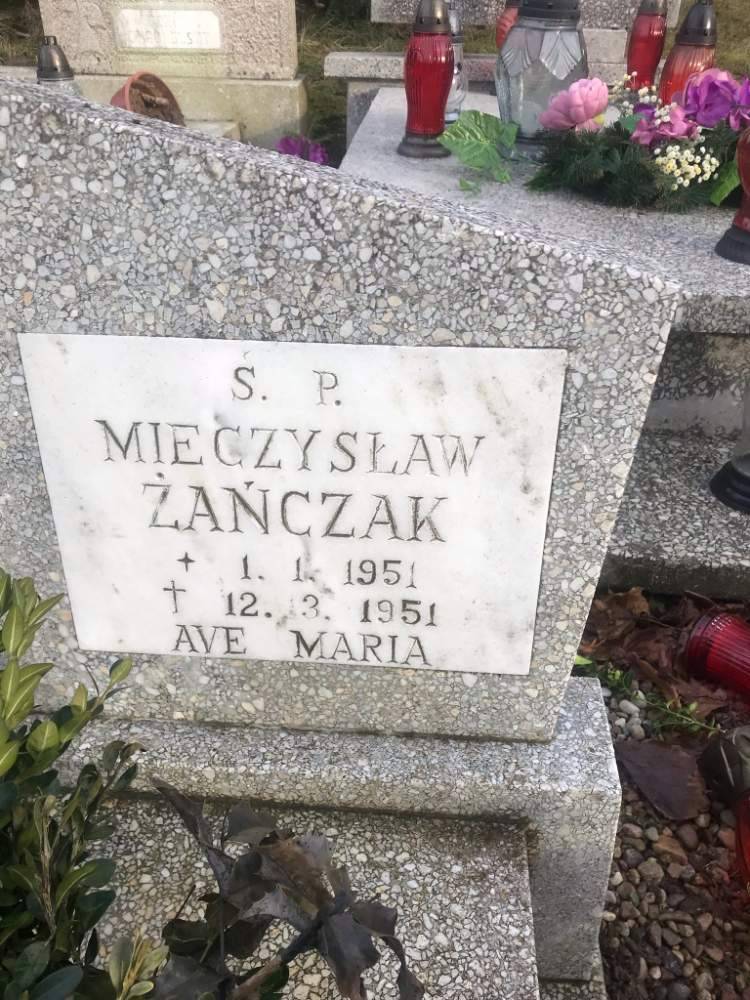 Ś. P.
MIECZYSŁAW
ŻAŃCZAK
+ 1. 1. 1951
† 12. 3. 1951
AVE MARIA